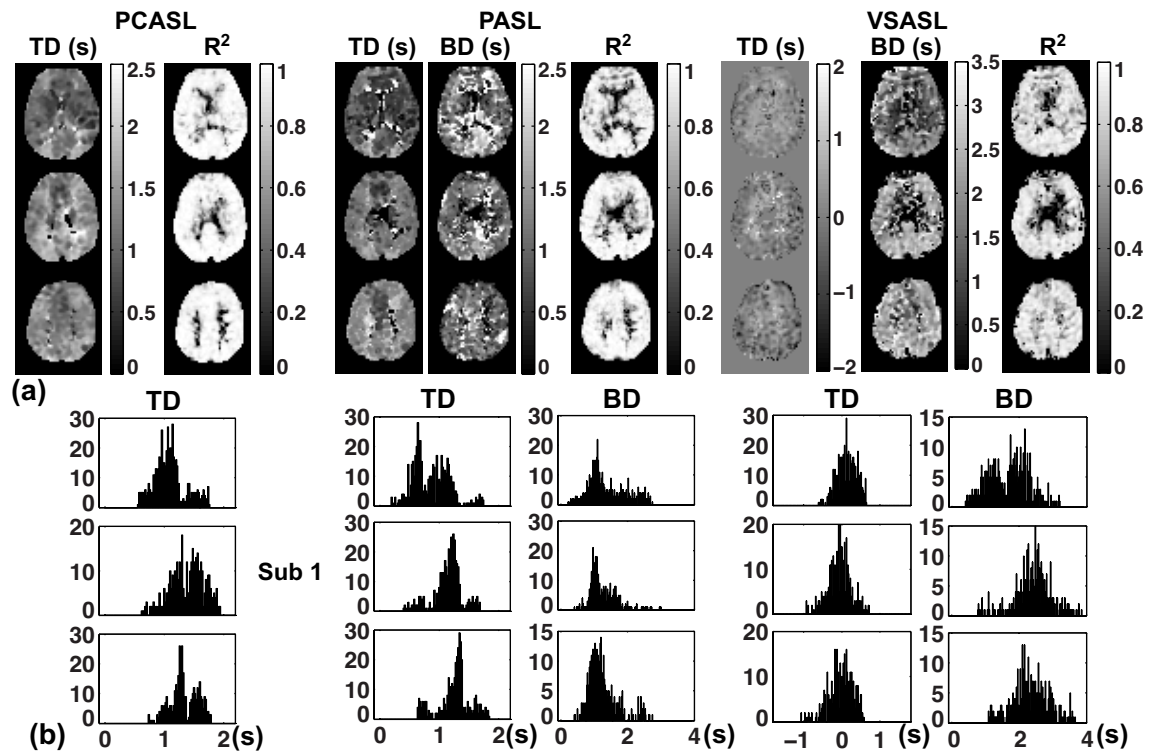 PCASL PASL VSASL
TD (s) R² TD (s) BD (s) R² TD (s) BD (s) R²
2.5 1 2.5 1 2 3.5 1
2 0.8 2 0.8 1 3 0.8
2.5
1.5 0.6 1.5 0.6 0 2 0.6
1 0.4 1 0.4 1.5 0.4
0.5 0.2 0.5 0.2 −1 1 0.2
0 0 0 0 −2 0.5 0
(a)
TD TD BD TD BD
30 30 30 30 15
20 20 20 20 10
10 10 10 10 5
0 0 0 0 0
20 30 30 20 15
10 20 20 10 10
10 10 5
0 0 0 0 0
Sub 1
30 30 15 20 15
20 20 10 10 10
10 10 5 5
0 0 0 0 0
(b) 0 1 2 (s) 0 1 2 (s) 0 2 4 (s) −1 0 1 (s) 0 2 4 (s)